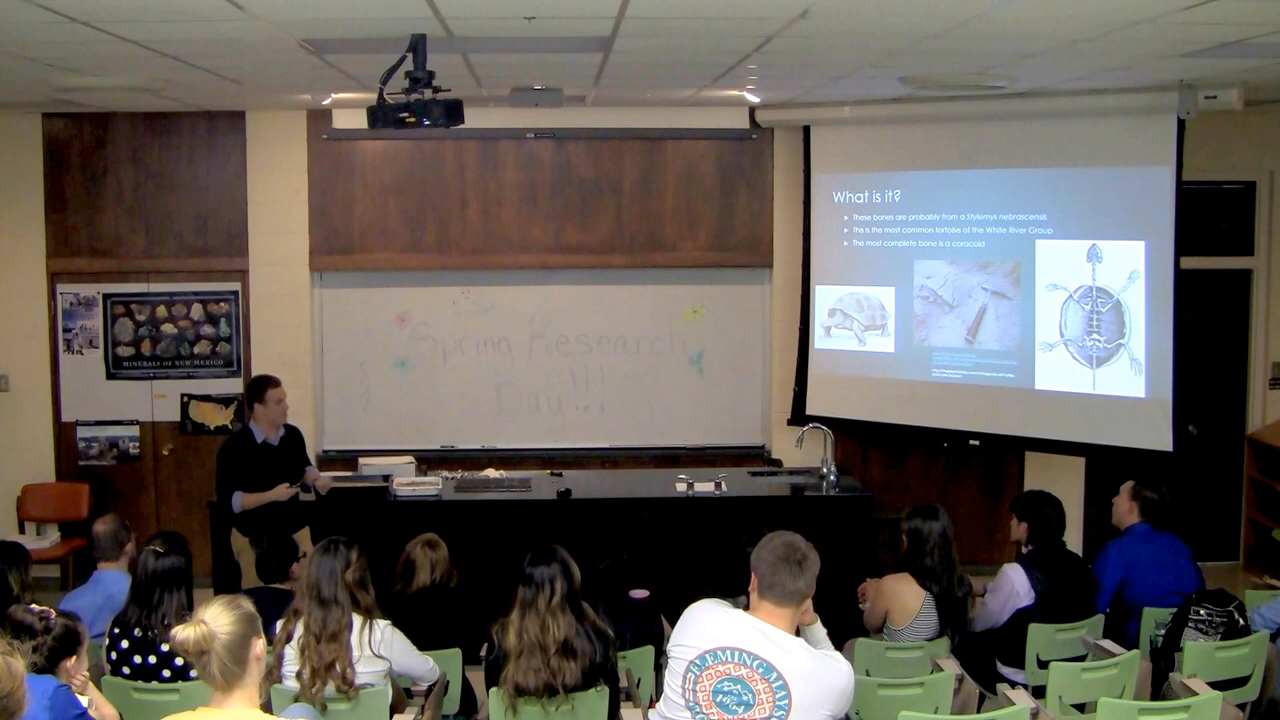 What is it?
These bones are probably from a Stylemys nebrascensis
This is the most common tortoise of the White River Group
The most complete bone is a coracoid
Spring Research
Day!!!
MINERALS OF NEW MEXICO
FLEMING MAYS